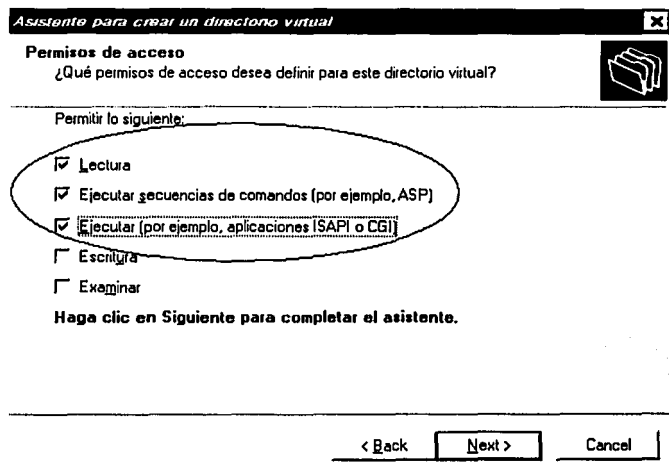 Asistente para crear un directorio virtual
Permisos de acceso
¿Qué permisos de acceso desea definir para este directorio virtual?
Permitir lo siguiente:
Lectura
Ejecutar secuencias de comandos (por ejemplo, ASP)
Ejecutar (por ejemplo, aplicaciones ISAPI o CGI)
Escritura
Examinar
Haga clic en Siguiente para completar el asistente.
< Back Next > Cancel